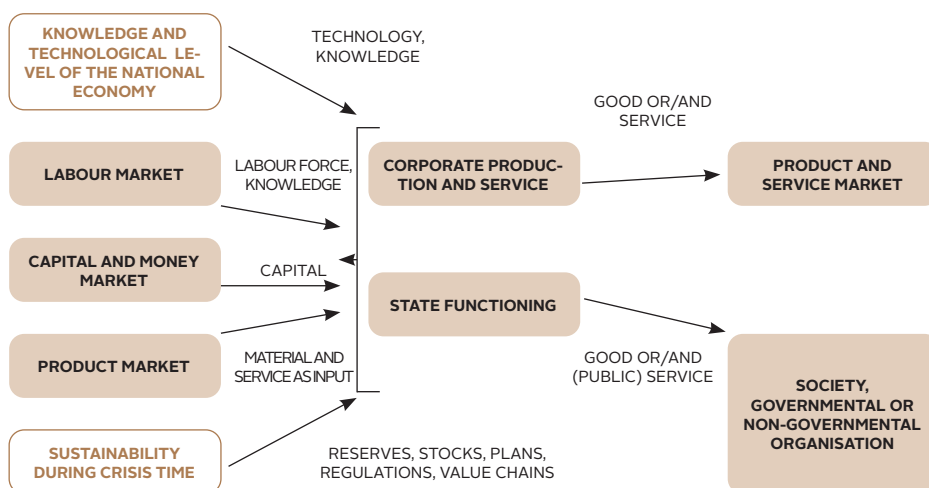 KNOWLEDGE AND
TECHNOLOGICAL LE-
VEL OF THE NATIONAL
ECONOMY
TECHNOLOGY,
KNOWLEDGE
GOOD OR/AND
SERVICE
LABOUR MARKET
LABOUR FORCE,
KNOWLEDGE
CORPORATE PRODUC-
TION AND SERVICE
PRODUCT AND
SERVICE MARKET
CAPITAL AND MONEY
MARKET
CAPITAL
STATE FUNCTIONING
PRODUCT MARKET
MATERIAL AND
SERVICE AS INPUT
GOOD OR/AND
(PUBLIC) SERVICE
SOCIETY,
GOVERNMENTAL OR
NON-GOVERNMENTAL
ORGANISATION
SUSTAINABILITY
DURING CRISIS TIME
RESERVES, STOCKS, PLANS,
REGULATIONS, VALUE CHAINS